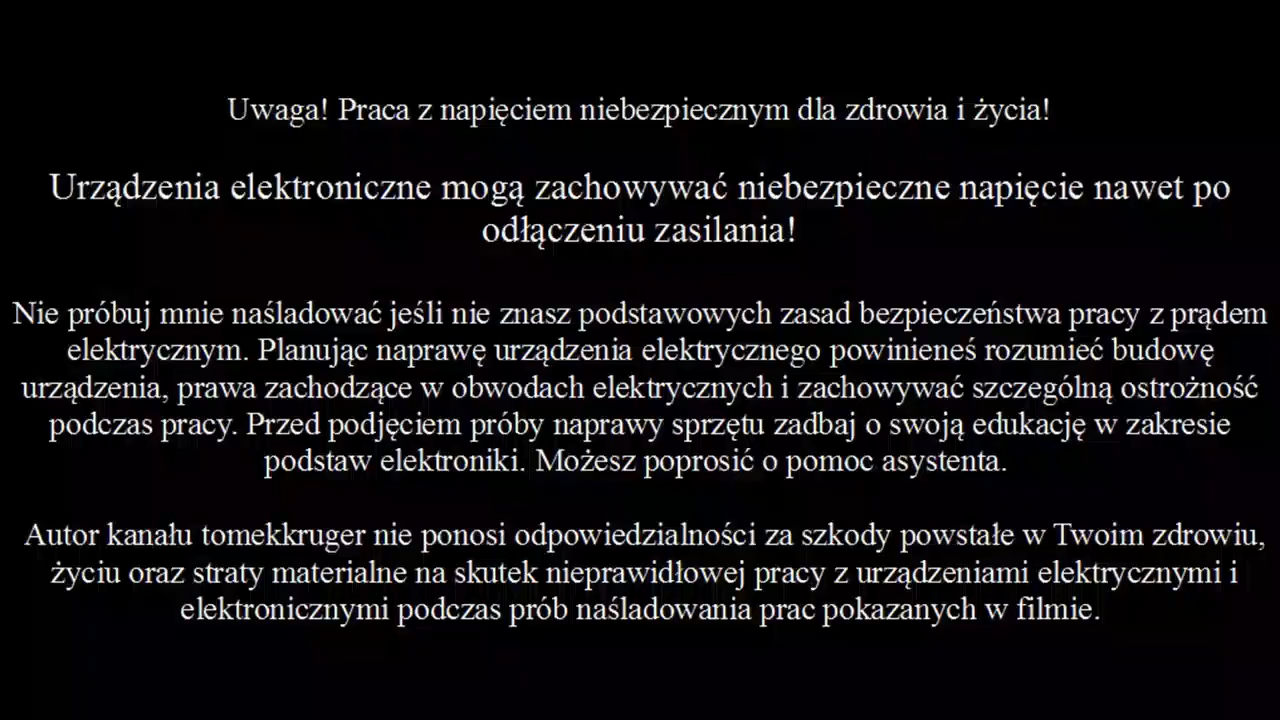 Uwaga! Praca z napięciem niebezpiecznym dla zdrowia i życia!
Urządzenia elektroniczne mogą zachowywać niebezpieczne napięcie nawet po
odłączeniu zasilania!
Nie próbuj mnie naśladować jeśli nie znasz podstawowych zasad bezpieczeństwa pracy z prądem
elektrycznym. Planując naprawę urządzenia elektrycznego powinieneś rozumieć budowę
urządzenia, prawa zachodzące w obwodach elektrycznych i zachowywać szczególną ostrożność
podczas pracy. Przed podjęciem próby naprawy sprzętu zadbaj o swoją edukację w zakresie
podstaw elektroniki. Możesz poprosić o pomoc asystenta.
Autor kanału tomekkruger nie ponosi odpowiedzialności za szkody powstałe w Twoim zdrowiu,
życiu oraz straty materialne na skutek nieprawidłowej pracy z urządzeniami elektrycznymi i
elektronicznymi podczas prób naśladowania prac pokazanych w filmie.